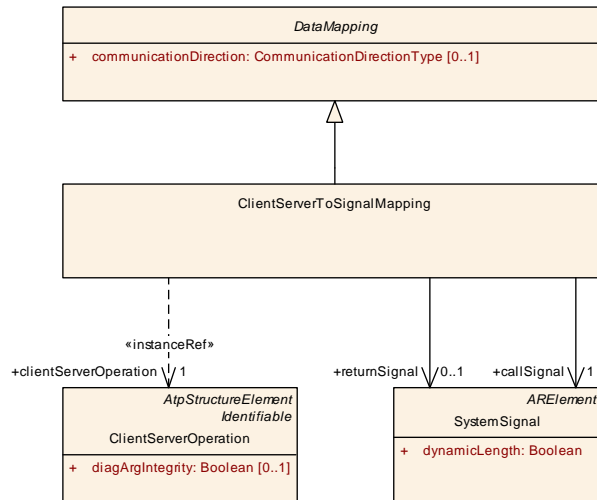 DataMapping
+ communicationDirection: CommunicationDirectionType [0..1]
ClientServerToSignalMapping
«instanceRef»
+clientServerOperation 1
+returnSignal 0..1
+callSignal 1
AtpStructureElement
Identifiable
ClientServerOperation
+ diagArgIntegrity: Boolean [0..1]
ARElement
SystemSignal
+ dynamicLength: Boolean